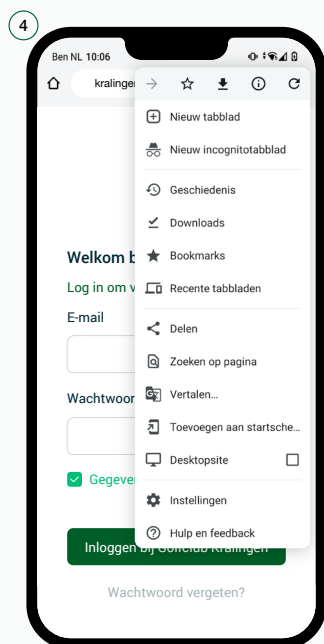 4
Ben NL 10:06
kralinge
Nieuw tabblad
Nieuw incognitotabblad
Geschiedenis
Downloads
Welkom b
Bookmarks
Log in om v
Recente tabbladen
E-mail
Delen
Zoeken op pagina
Vertalen...
Wachtwoor
Toevoegen aan startsche...
Desktopsite
Gegeve
Instellingen
Hulp en feedback
Inloggen bij Golfclub Kralingen
Wachtwoord vergeten?